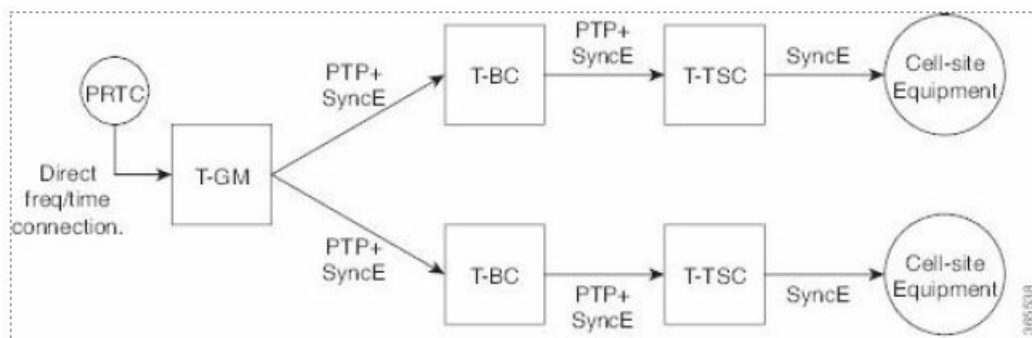 PTP+
SyncE
T-BC
PTP+
SyncE
T-TSC
SyncE
Cell-site
Equipment
PRTC
Direct
freq/time
connection.
T-GM
PTP+
SyncE
T-BC
PTP+
SyncE
T-TSC
SyncE
Cell-site
Equipment